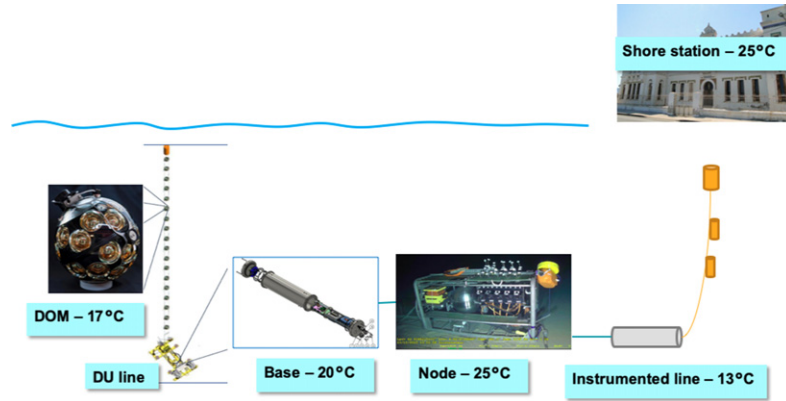 Shore station – 25°C
DOM – 17°C
DU line
Base – 20°C
Node – 25°C
Instrumented line – 13°C